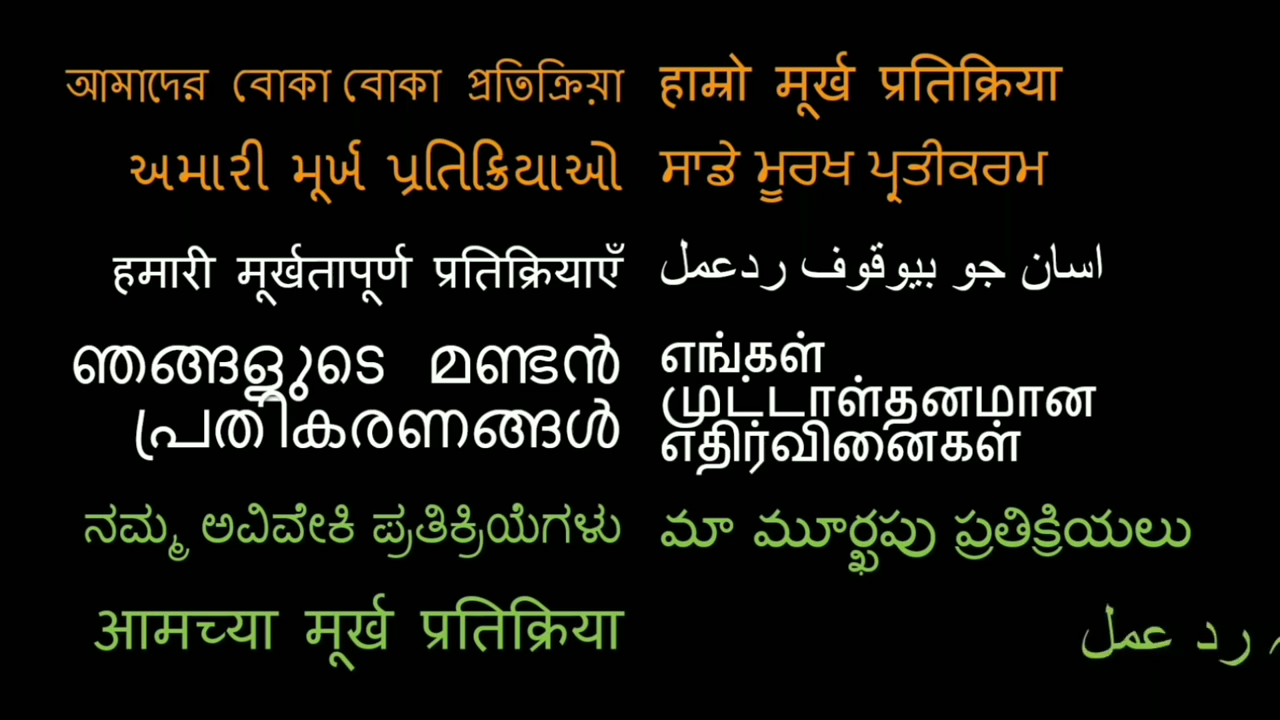 আমাদের বোকা বোকা প্রতিক্রিয়া
हाम्रो मूर्ख प्रतिक्रिया
અમારી મૂર્ખ પ્રતિક્રિયાઓ
ਸਾਡੇ ਮੂਰਖ ਪ੍ਰਤੀਕਰਮ
हमारी मूर्खतापूर्ण प्रतिक्रियाएँ
اسان جو بيوقوف ردعمل
ഞങ്ങളുടെ മണ്ടൻ
പ്രതികരണങ്ങൾ
எங்கள்
முட்டாள்தனமான
எதிர்வினைகள்
ನಮ್ಮ ಅವಿವೇಕಿ ಪ್ರತಿಕ್ರಿಯೆಗಳು
మా మూర్ఖపు ప్రతిక్రియలు
आमच्या मूर्ख प्रतिक्रिया
رد عمل